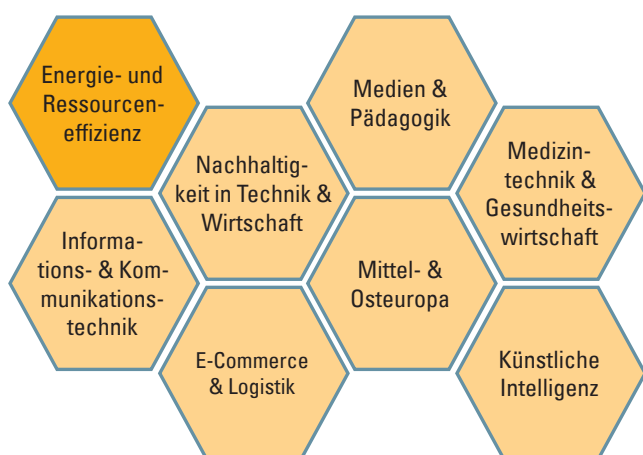 Energie- und
Ressourcen-
effizienz
Medien &
Pädagogik
Nachhaltig-
keit in Technik &
Wirtschaft
Medizin-
technik &
Gesundheits-
wirtschaft
Informa-
tions- & Kom-
munikations-
technik
Mittel- &
Osteuropa
E-Commerce
& Logistik
Künstliche
Intelligenz